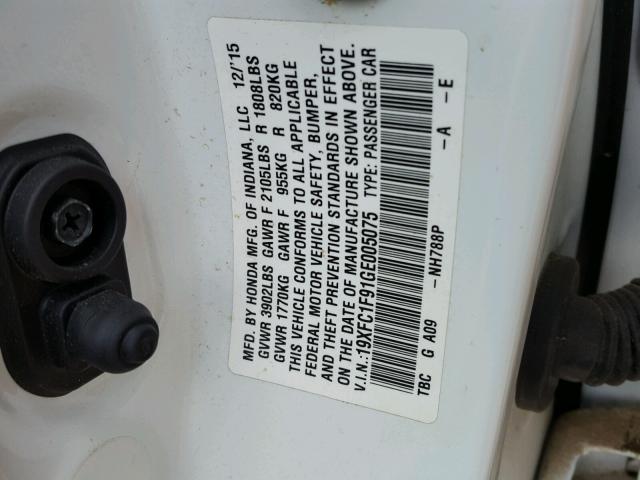 MFD. BY HONDA MFG. OF INDIANA, LLC 12/'15
GVWR 3902LBS GAWR F 2105LBS R 1808LBS
GVWR 1770KG GAWR F 955KG R 820KG
THIS VEHICLE CONFORMS TO ALL APPLICABLE
FEDERAL MOTOR VEHICLE SAFETY, BUMPER,
AND THEFT PREVENTION STANDARDS IN EFFECT
ON THE DATE OF MANUFACTURE SHOWN ABOVE.
V.I.N.:19XFC1F91GE005075 TYPE: PASSENGER CAR
TBC G A09 -NH788P -A -E